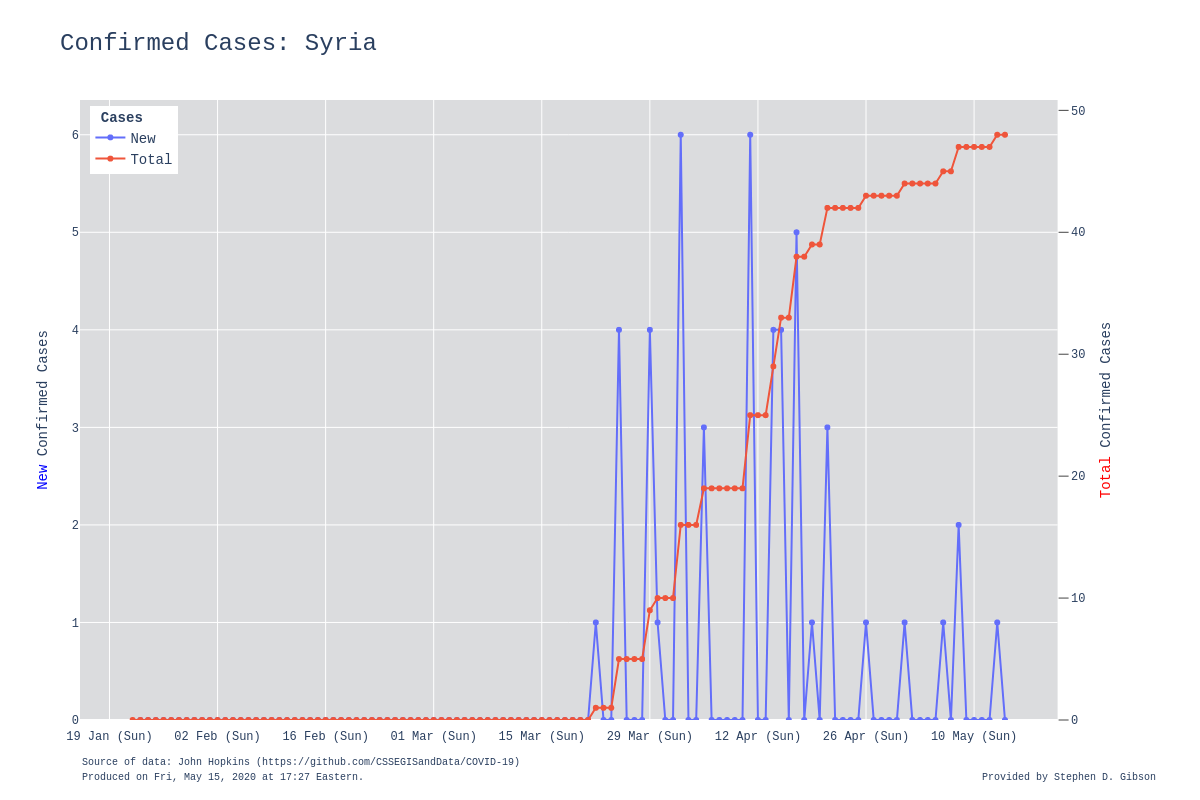 Confirmed Cases: Syria
Cases
New
Total
6
5
4
3
2
1
0
50
40
30
20
10
0
New Confirmed Cases
Total Confirmed Cases
19 Jan (Sun) 02 Feb (Sun) 16 Feb (Sun) 01 Mar (Sun) 15 Mar (Sun) 29 Mar (Sun) 12 Apr (Sun) 26 Apr (Sun) 10 May (Sun)
Source of data: John Hopkins (https://github.com/CSSEGISandData/COVID-19)
Produced on Fri, May 15, 2020 at 17:27 Eastern.
Provided by Stephen D. Gibson